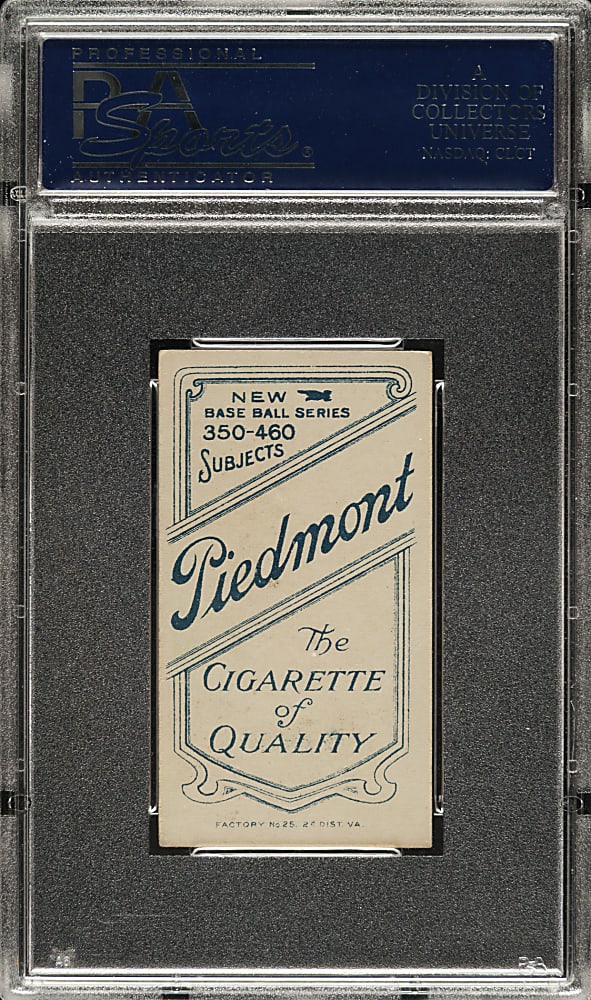 PROFESSIONAL
PSA
Sports
AUTHENTICATOR
A
DIVISION OF
COLLECTORS
UNIVERSE
NASDAQ: CLCT
NEW
BASE BALL SERIES
350-460
SUBJECTS
Piedmont
The
CIGARETTE
of
QUALITY
FACTORY No 25. 2d DIST. VA.
PSA